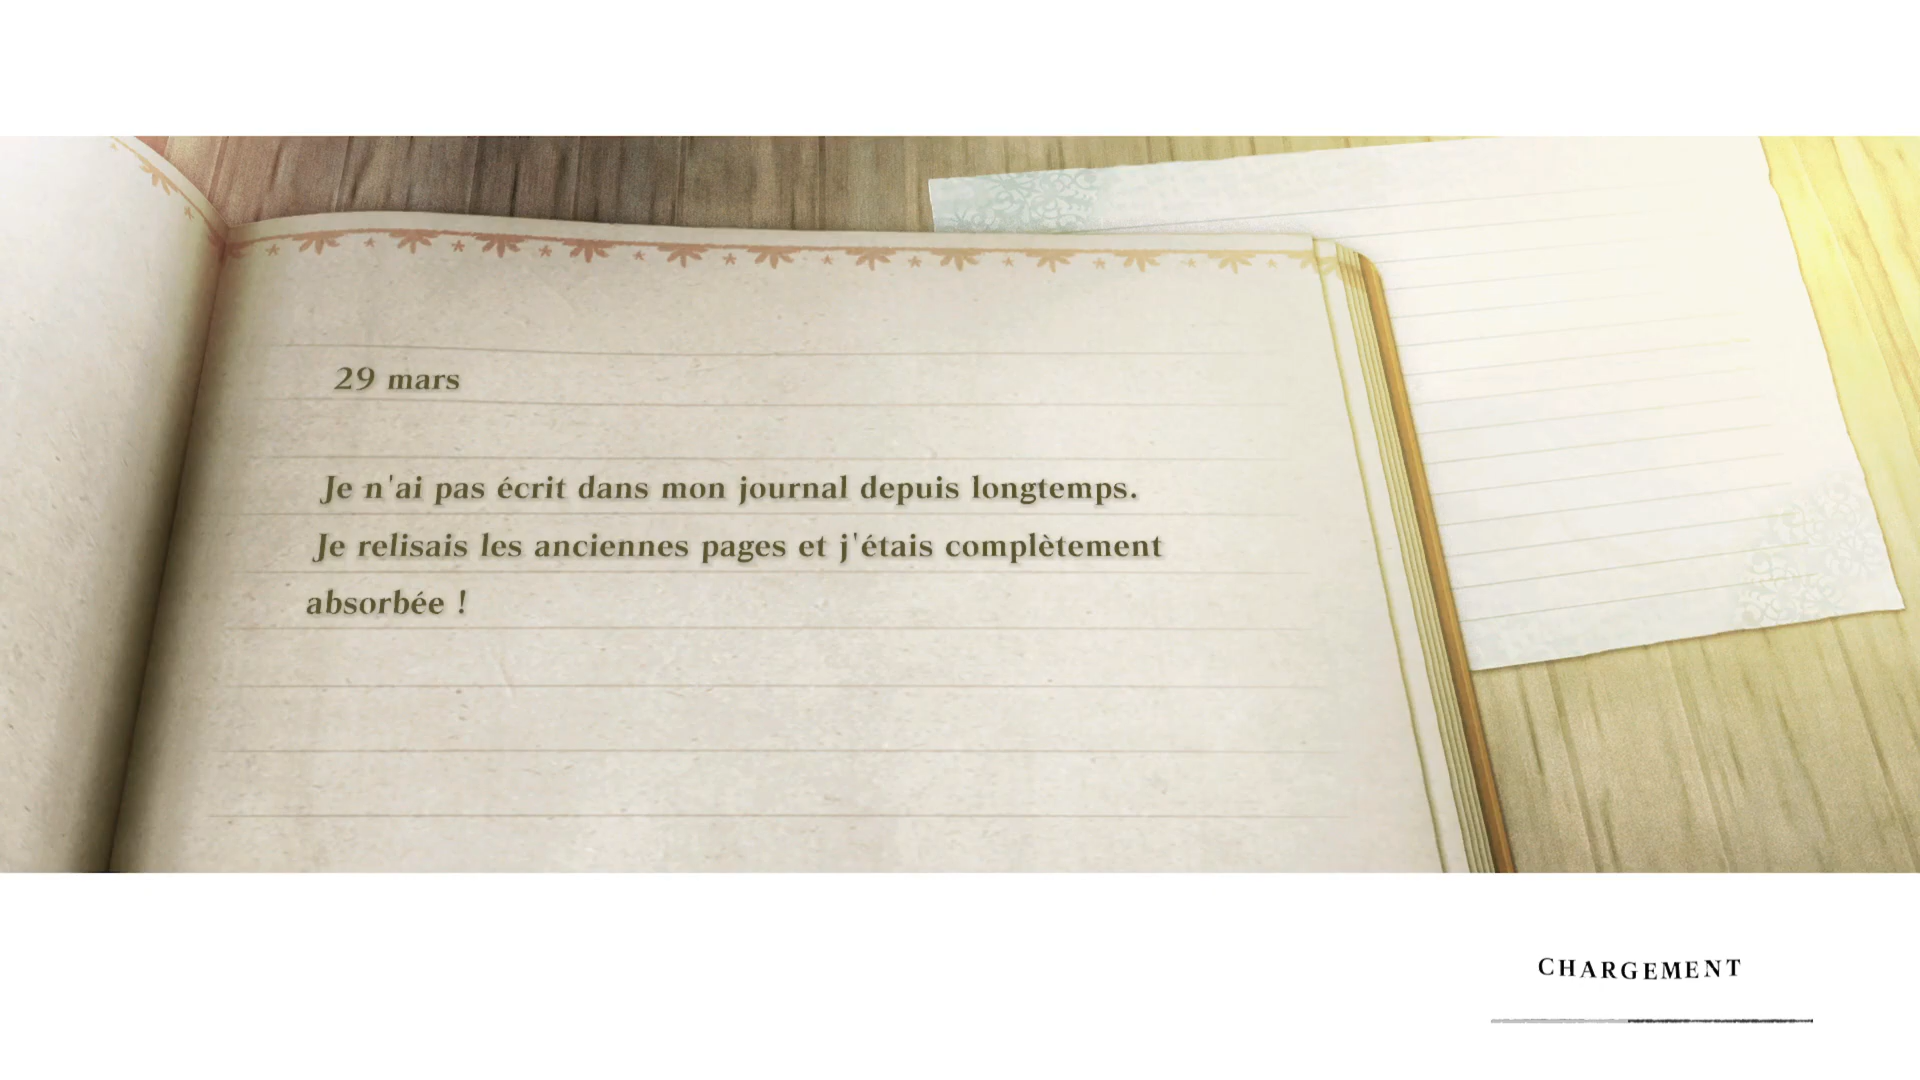 29 mars
Je n'ai pas écrit dans mon journal depuis longtemps.
Je relisais les anciennes pages et j'étais complètement
absorbée !
CHARGEMENT